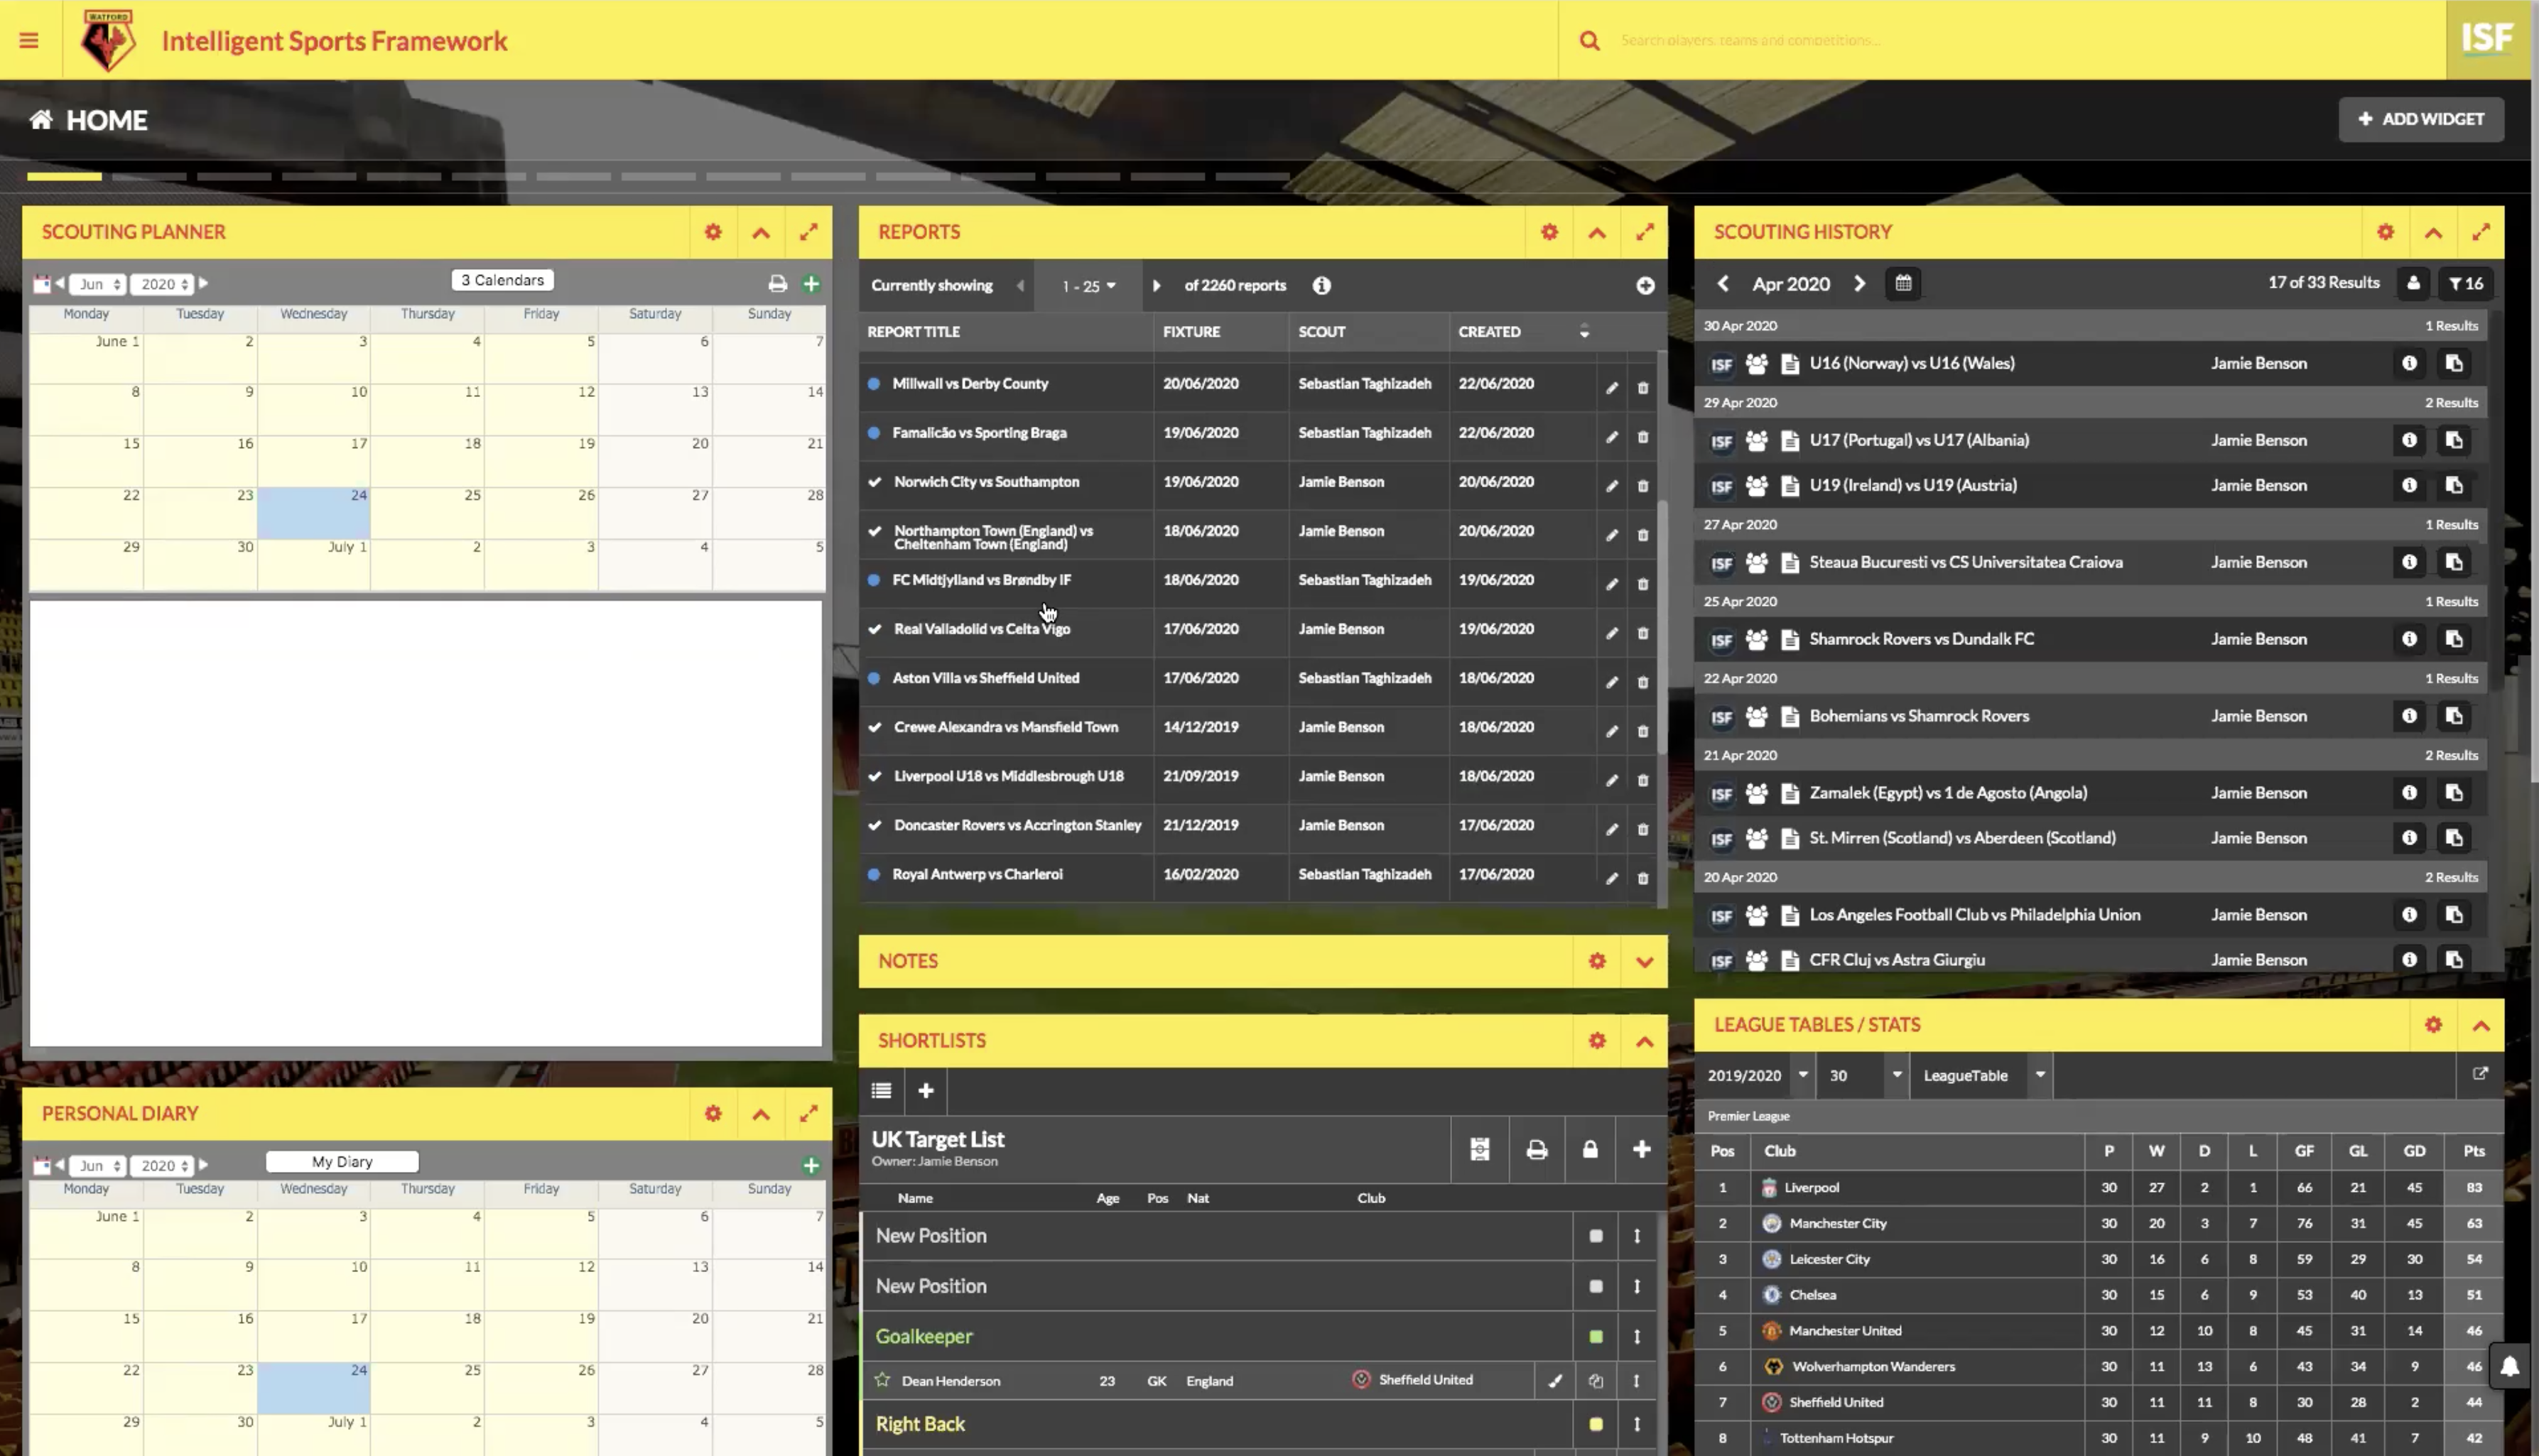 WATFORD
Intelligent Sports Framework
Search players, teams and competitions...
ISF
HOME
ADD WIDGET
SCOUTING PLANNER
Jun 2020 3 Calendars
Monday Tuesday Wednesday Thursday Friday Saturday Sunday
June 1 2 3 4 5 6 7
8 9 10 11 12 13 14
15 16 17 18 19 20 21
22 23 24 25 26 27 28
29 30 July 1 2 3 4 5
PERSONAL DIARY
Jun 2020 My Diary
Monday Tuesday Wednesday Thursday Friday Saturday Sunday
June 1 2 3 4 5 6 7
8 9 10 11 12 13 14
15 16 17 18 19 20 21
22 23 24 25 26 27 28
29 30 July 1 2 3 4 5
REPORTS
Currently showing 1 - 25 of 2260 reports
REPORT TITLE FIXTURE SCOUT CREATED
Millwall vs Derby County 20/06/2020 Sebastian Taghizadeh 22/06/2020
Famalicão vs Sporting Braga 19/06/2020 Sebastian Taghizadeh 22/06/2020
Norwich City vs Southampton 19/06/2020 Jamie Benson 20/06/2020
Northampton Town (England) vs 18/06/2020 Jamie Benson 20/06/2020
Cheltenham Town (England)
FC Midtjylland vs Brøndby IF 18/06/2020 Sebastian Taghizadeh 19/06/2020
Real Valladolid vs Celta Vigo 17/06/2020 Jamie Benson 19/06/2020
Aston Villa vs Sheffield United 17/06/2020 Sebastian Taghizadeh 18/06/2020
Crewe Alexandra vs Mansfield Town 14/12/2019 Jamie Benson 18/06/2020
Liverpool U18 vs Middlesbrough U18 21/09/2019 Jamie Benson 18/06/2020
Doncaster Rovers vs Accrington Stanley 21/12/2019 Jamie Benson 17/06/2020
Royal Antwerp vs Charleroi 16/02/2020 Sebastian Taghizadeh 17/06/2020
NOTES
SHORTLISTS
UK Target List
Owner: Jamie Benson
Name Age Pos Nat Club
New Position
New Position
Goalkeeper
Dean Henderson 23 GK England Sheffield United
Right Back
SCOUTING HISTORY
Apr 2020 17 of 33 Results 16
30 Apr 2020 1 Results
ISF U16 (Norway) vs U16 (Wales) Jamie Benson
29 Apr 2020 2 Results
ISF U17 (Portugal) vs U17 (Albania) Jamie Benson
ISF U19 (Ireland) vs U19 (Austria) Jamie Benson
27 Apr 2020 1 Results
ISF Steaua Bucuresti vs CS Universitatea Craiova Jamie Benson
25 Apr 2020 1 Results
ISF Shamrock Rovers vs Dundalk FC Jamie Benson
22 Apr 2020 1 Results
ISF Bohemians vs Shamrock Rovers Jamie Benson
21 Apr 2020 2 Results
ISF Zamalek (Egypt) vs 1 de Agosto (Angola) Jamie Benson
ISF St. Mirren (Scotland) vs Aberdeen (Scotland) Jamie Benson
20 Apr 2020 2 Results
ISF Los Angeles Football Club vs Philadelphia Union Jamie Benson
ISF CFR Cluj vs Astra Giurgiu Jamie Benson
LEAGUE TABLES / STATS
2019/2020 30 LeagueTable
Premier League
Pos Club P W D L GF GL GD Pts
1 Liverpool 30 27 2 1 66 21 45 83
2 Manchester City 30 20 3 7 76 31 45 63
3 Leicester City 30 16 6 8 59 29 30 54
4 Chelsea 30 15 6 9 53 40 13 51
5 Manchester United 30 12 10 8 45 31 14 46
6 Wolverhampton Wanderers 30 11 13 6 43 34 9 46
7 Sheffield United 30 11 11 8 30 28 2 44
8 Tottenham Hotspur 30 11 9 10 48 41 7 42